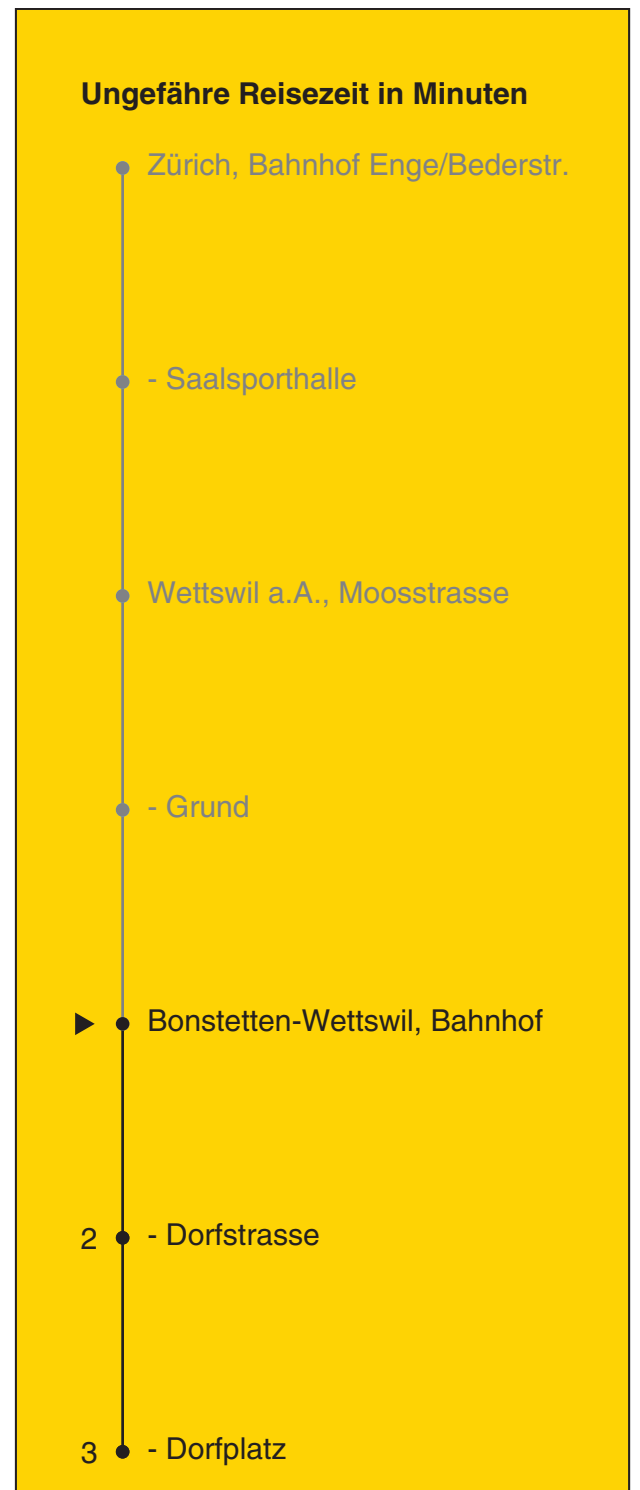 Ungefähre Reisezeit in Minuten
Zürich, Bahnhof Enge/Bederstr.
- Saalsporthalle
Wettswil a.A., Moosstrasse
- Grund
Bonstetten-Wettswil, Bahnhof
2 - Dorfstrasse
3 - Dorfplatz